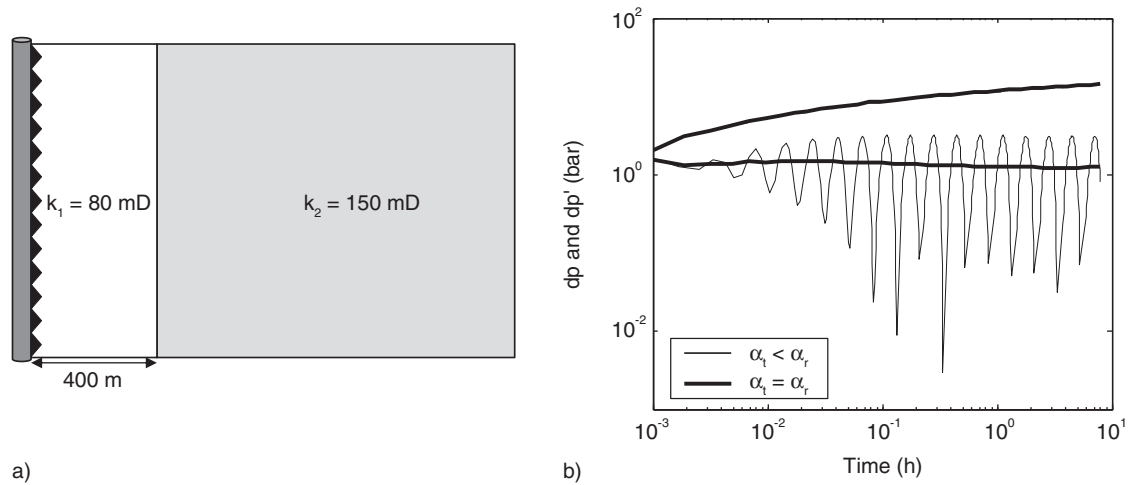 k₁ = 80 mD
k₂ = 150 mD
400 m
a)
10²
10⁰
10⁻²
dp and dp' (bar)
αₜ < αᵣ
αₜ = αᵣ
10⁻³ 10⁻² 10⁻¹ 10⁰ 10¹
Time (h)
b)